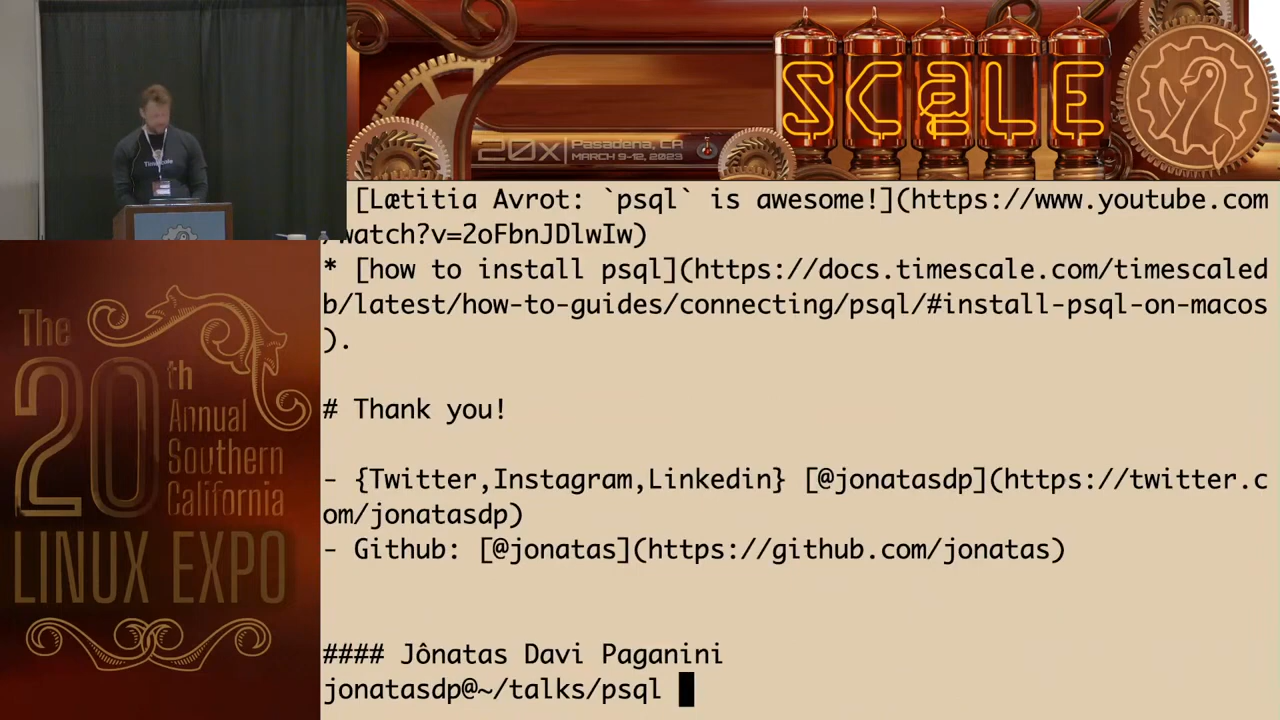 SCaLE
20x
Pasadena, CA
MARCH 9-12, 2023
Timescale
The
20th
Annual
Southern
California
LINUX EXPO
[Lætitia Avrot: `psql` is awesome!](https://www.youtube.com
/watch?v=2oFbnJDlwIw)
* [how to install psql](https://docs.timescale.com/timescaled
b/latest/how-to-guides/connecting/psql/#install-psql-on-macos
).
# Thank you!
- {Twitter,Instagram,Linkedin} [@jonatasdp](https://twitter.c
om/jonatasdp)
- Github: [@jonatas](https://github.com/jonatas)
#### Jônatas Davi Paganini
jonatasdp@~/talks/psql